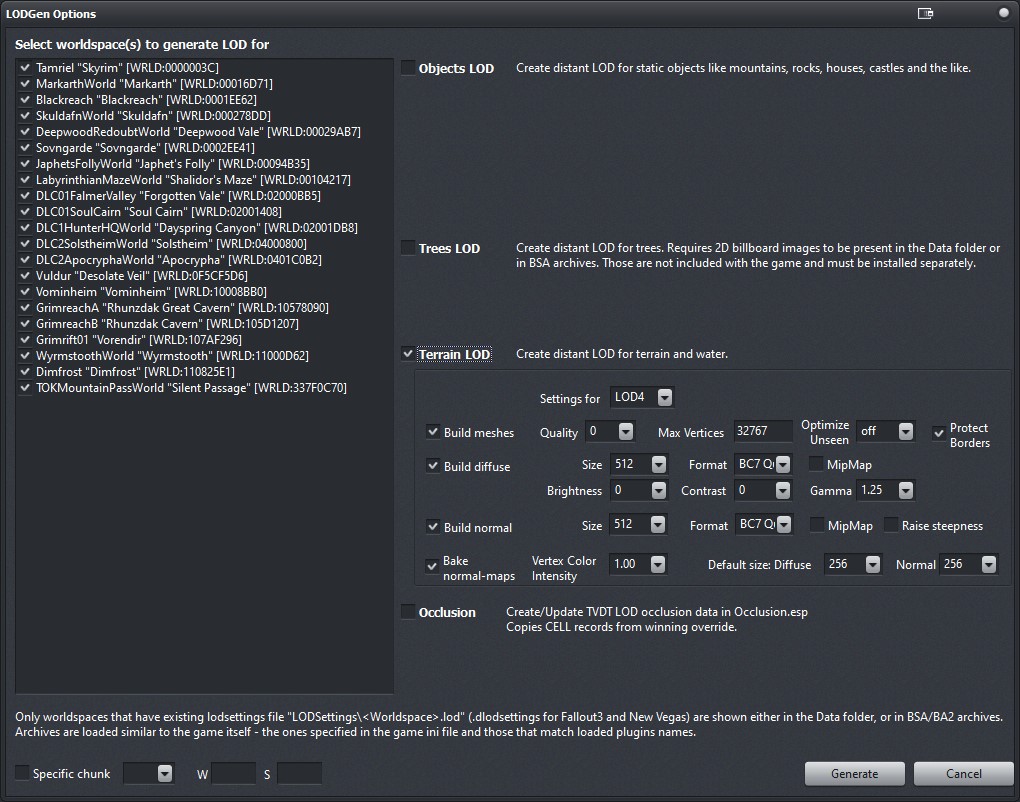 LODGen Options
Select worldspace(s) to generate LOD for
Tamriel "Skyrim" [WRLD:0000003C]
MarkarthWorld "Markarth" [WRLD:00016D71]
Blackreach "Blackreach" [WRLD:0001EE62]
SkuldafnWorld "Skuldafn" [WRLD:000278DD]
DeepwoodRedoubtWorld "Deepwood Vale" [WRLD:00029AB7]
Sovngarde "Sovngarde" [WRLD:0002EE41]
JaphetsFollyWorld "Japhet's Folly" [WRLD:00094B35]
LabyrinthianMazeWorld "Shalidor's Maze" [WRLD:00104217]
DLC01FalmerValley "Forgotten Vale" [WRLD:02000BB5]
DLC01SoulCairn "Soul Cairn" [WRLD:02001408]
DLC1HunterHQWorld "Dayspring Canyon" [WRLD:02001DB8]
DLC2SolstheimWorld "Solstheim" [WRLD:04000800]
DLC2ApocryphaWorld "Apocrypha" [WRLD:0401C0B2]
Vuldur "Desolate Veil" [WRLD:0F5CF5D6]
Vominheim "Vominheim" [WRLD:10008BB0]
GrimreachA "Rhunzdak Great Cavern" [WRLD:10578090]
GrimreachB "Rhunzdak Cavern" [WRLD:105D1207]
Grimrift01 "Vorendir" [WRLD:107AF296]
WyrmstoothWorld "Wyrmstooth" [WRLD:11000D62]
Dimfrost "Dimfrost" [WRLD:110825E1]
TOKMountainPassWorld "Silent Passage" [WRLD:337F0C70]
Objects LOD Create distant LOD for static objects like mountains, rocks, houses, castles and the like.
Trees LOD Create distant LOD for trees. Requires 2D billboard images to be present in the Data folder or
in BSA archives. Those are not included with the game and must be installed separately.
Terrain LOD Create distant LOD for terrain and water.
Settings for LOD4
Build meshes Quality 0 Max Vertices 32767 Optimize Unseen off Protect Borders
Build diffuse Size 512 Format BC7 Q MipMap
Brightness 0 Contrast 0 Gamma 1.25
Build normal Size 512 Format BC7 Q MipMap Raise steepness
Bake normal-maps Vertex Color Intensity 1.00 Default size: Diffuse 256 Normal 256
Occlusion Create/Update TVDT LOD occlusion data in Occlusion.esp
Copies CELL records from winning override.
Only worldspaces that have existing lodsettings file "LODSettings\<Worldspace>.lod" (.dlodsettings for Fallout3 and New Vegas) are shown either in the Data folder, or in BSA/BA2 archives.
Archives are loaded similar to the game itself - the ones specified in the game ini file and those that match loaded plugins names.
Specific chunk W S Generate Cancel